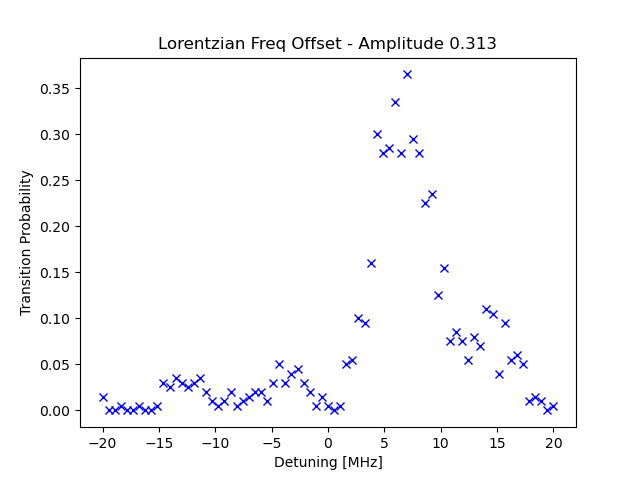 Lorentzian Freq Offset - Amplitude 0.313
Transition Probability
0.35
0.30
0.25
0.20
0.15
0.10
0.05
0.00
−20 −15 −10 −5 0 5 10 15 20
Detuning [MHz]